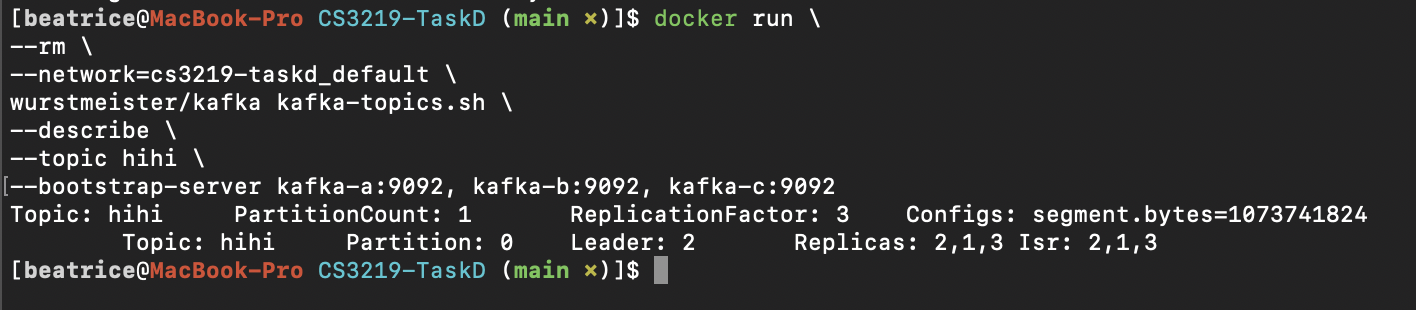 [beatrice@MacBook-Pro CS3219-TaskD (main ×)]$ docker run \
--rm \
--network=cs3219-taskd_default \
wurstmeister/kafka kafka-topics.sh \
--describe \
--topic hihi \
[--bootstrap-server kafka-a:9092, kafka-b:9092, kafka-c:9092
Topic: hihi     PartitionCount: 1       ReplicationFactor: 3    Configs: segment.bytes=1073741824
        Topic: hihi     Partition: 0    Leader: 2       Replicas: 2,1,3 Isr: 2,1,3
[beatrice@MacBook-Pro CS3219-TaskD (main ×)]$